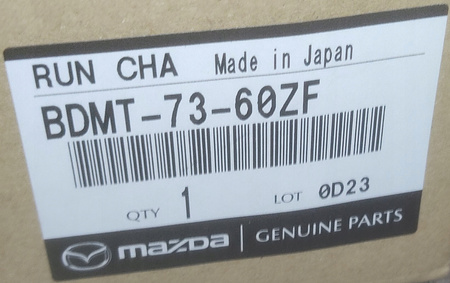 RUN CHA Made in Japan
BDMT-73-60ZF
QTY 1 LOT 0D23
mazda | GENUINE PARTS